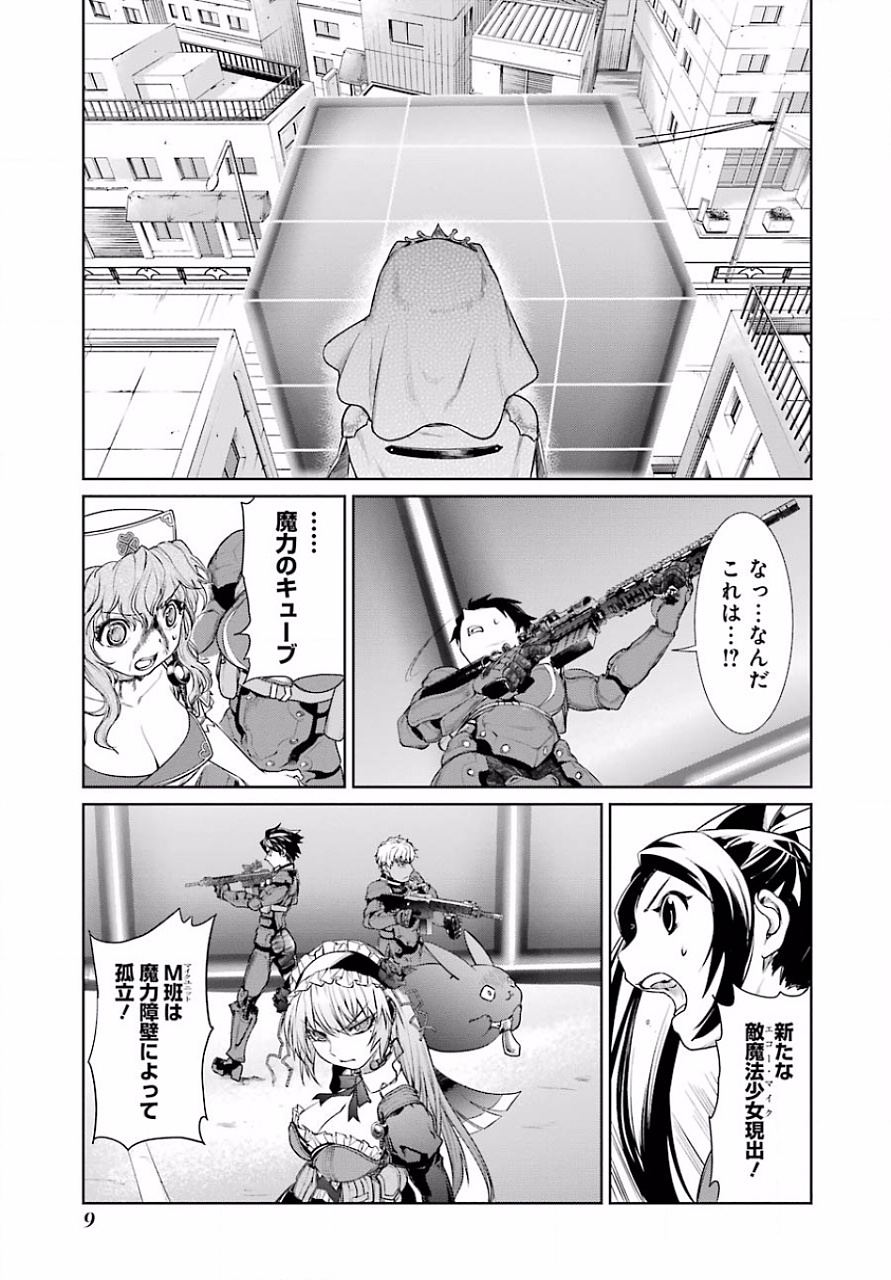 なっ…なんだ
これは…!?
……
魔力のキューブ
新たな
敵魔法少女現出！
エコー・マイク
M班は
マイクユニット
魔力障壁によって
孤立！
9